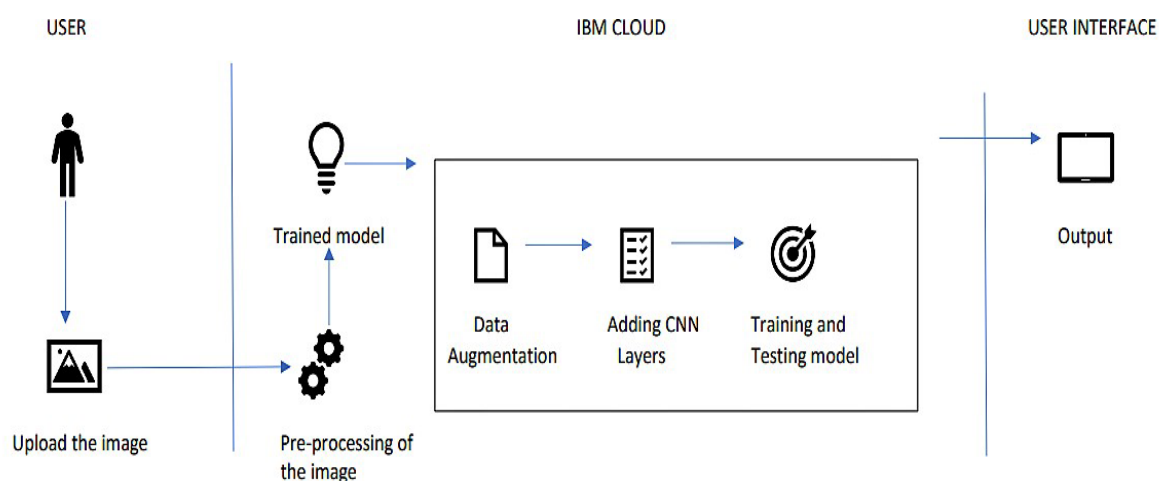 USER
IBM CLOUD
USER INTERFACE
Trained model
Output
Data
Augmentation
Adding CNN
Layers
Training and
Testing model
Upload the image
Pre-processing of
the image